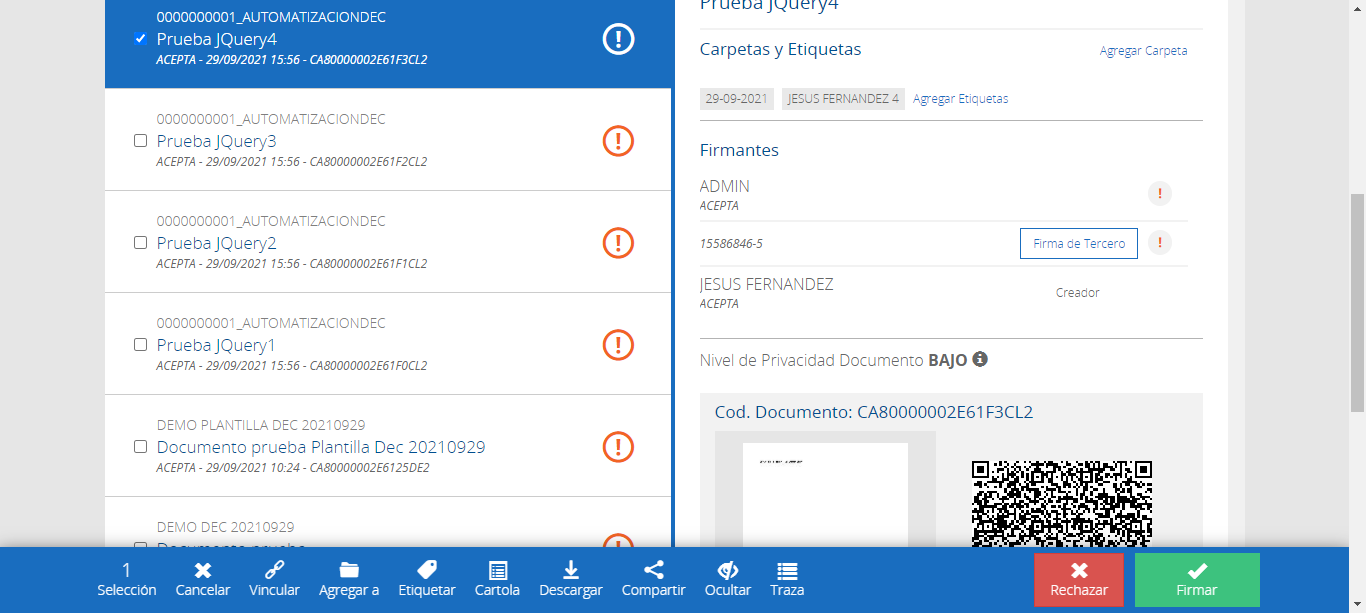 0000000001_AUTOMATIZACIONDEC
Prueba JQuery4
ACEPTA - 29/09/2021 15:56 - CA80000002E61F3CL2
0000000001_AUTOMATIZACIONDEC
Prueba JQuery3
ACEPTA - 29/09/2021 15:56 - CA80000002E61F2CL2
0000000001_AUTOMATIZACIONDEC
Prueba JQuery2
ACEPTA - 29/09/2021 15:56 - CA80000002E61F1CL2
0000000001_AUTOMATIZACIONDEC
Prueba JQuery1
ACEPTA - 29/09/2021 15:56 - CA80000002E61F0CL2
DEMO PLANTILLA DEC 20210929
Documento prueba Plantilla Dec 20210929
ACEPTA - 29/09/2021 10:24 - CA80000002E6125DE2
DEMO DEC 20210929
Documento prueba
Prueba JQuery4
Carpetas y Etiquetas Agregar Carpeta
29-09-2021 JESUS FERNANDEZ 4 Agregar Etiquetas
Firmantes
ADMIN
ACEPTA
15586846-5 Firma de Tercero
JESUS FERNANDEZ
ACEPTA
Creador
Nivel de Privacidad Documento BAJO
Cod. Documento: CA80000002E61F3CL2
1
Selección Cancelar Vincular Agregar a Etiquetar Cartola Descargar Compartir Ocultar Traza Rechazar Firmar